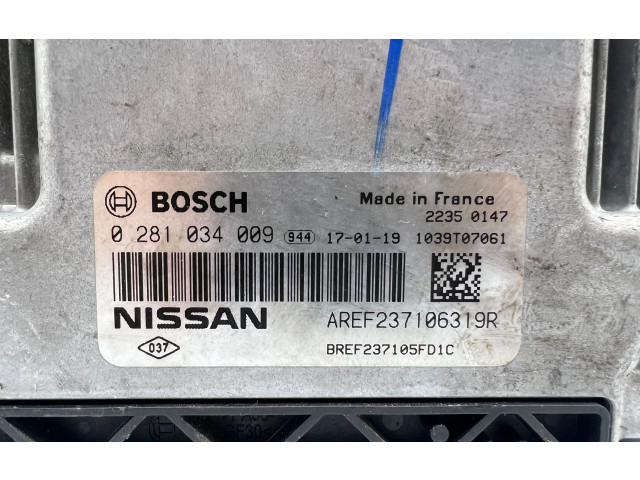 BOSCH Made in France
2235 0147
0 281 034 009 944 17-01-19 1039T07061
NISSAN AREF237106319R
037 BREF237105FD1C